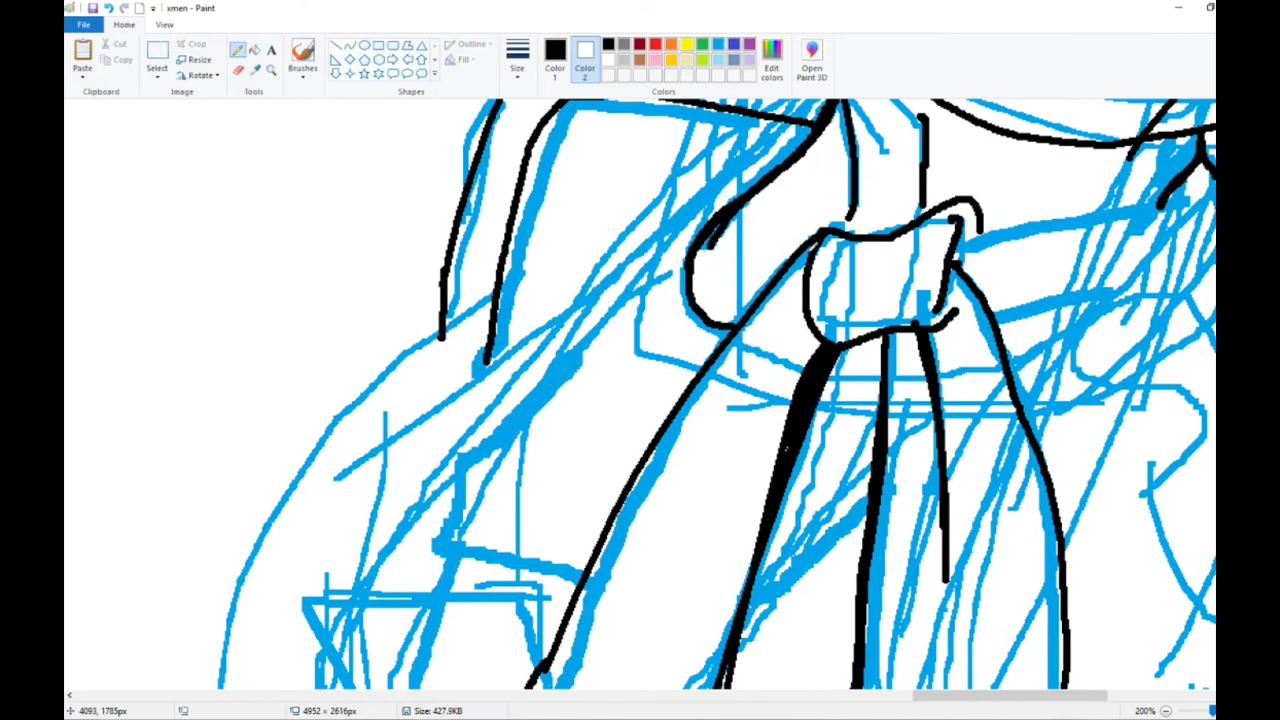 xmen - Paint
File
Home
View
Paste
Cut
Copy
Clipboard
Select
Crop
Resize
Rotate
Image
A
Tools
Brushes
Shapes
Outline
Fill
Size
Color 1
Color 2
Colors
Edit colors
Open Paint 3D
4093, 1785px
4952 × 2616px
Size: 427.9KB
200%